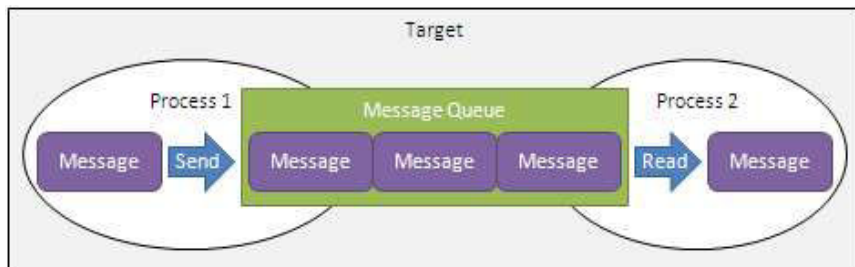 Target
Process 1
Message Queue
Process 2
Message
Send
Message
Message
Message
Read
Message